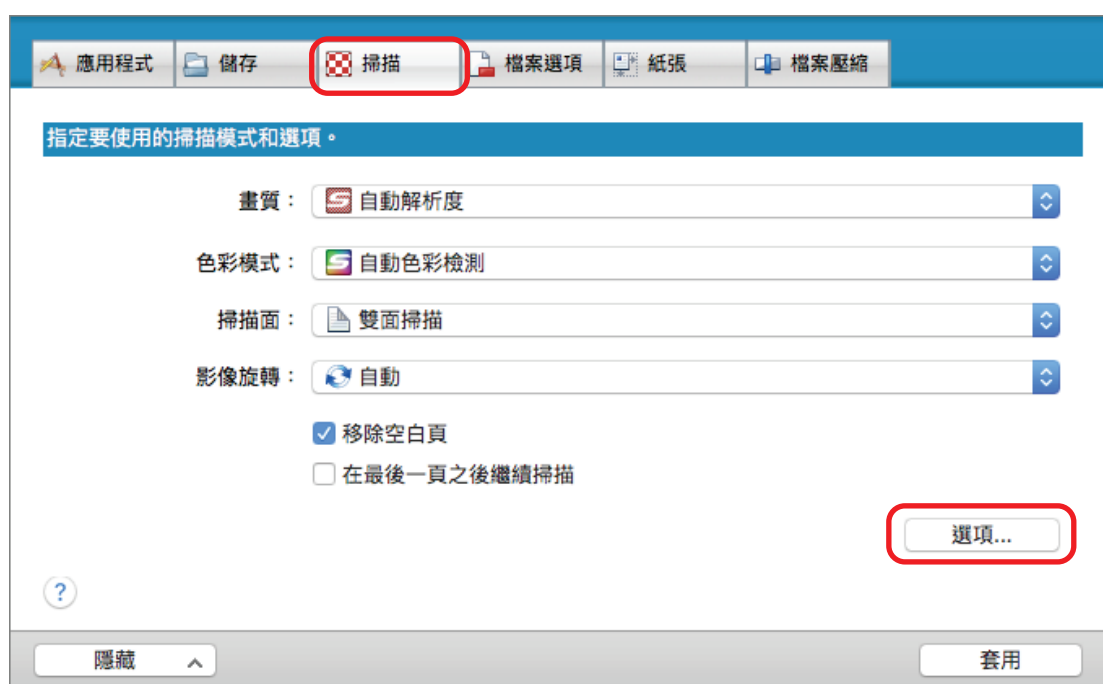 應用程式 儲存 掃描 檔案選項 紙張 檔案壓縮
指定要使用的掃描模式和選項。
畫質： 自動解析度
色彩模式： 自動色彩檢測
掃描面： 雙面掃描
影像旋轉： 自動
移除空白頁
在最後一頁之後繼續掃描
選項...
?
隱藏 套用